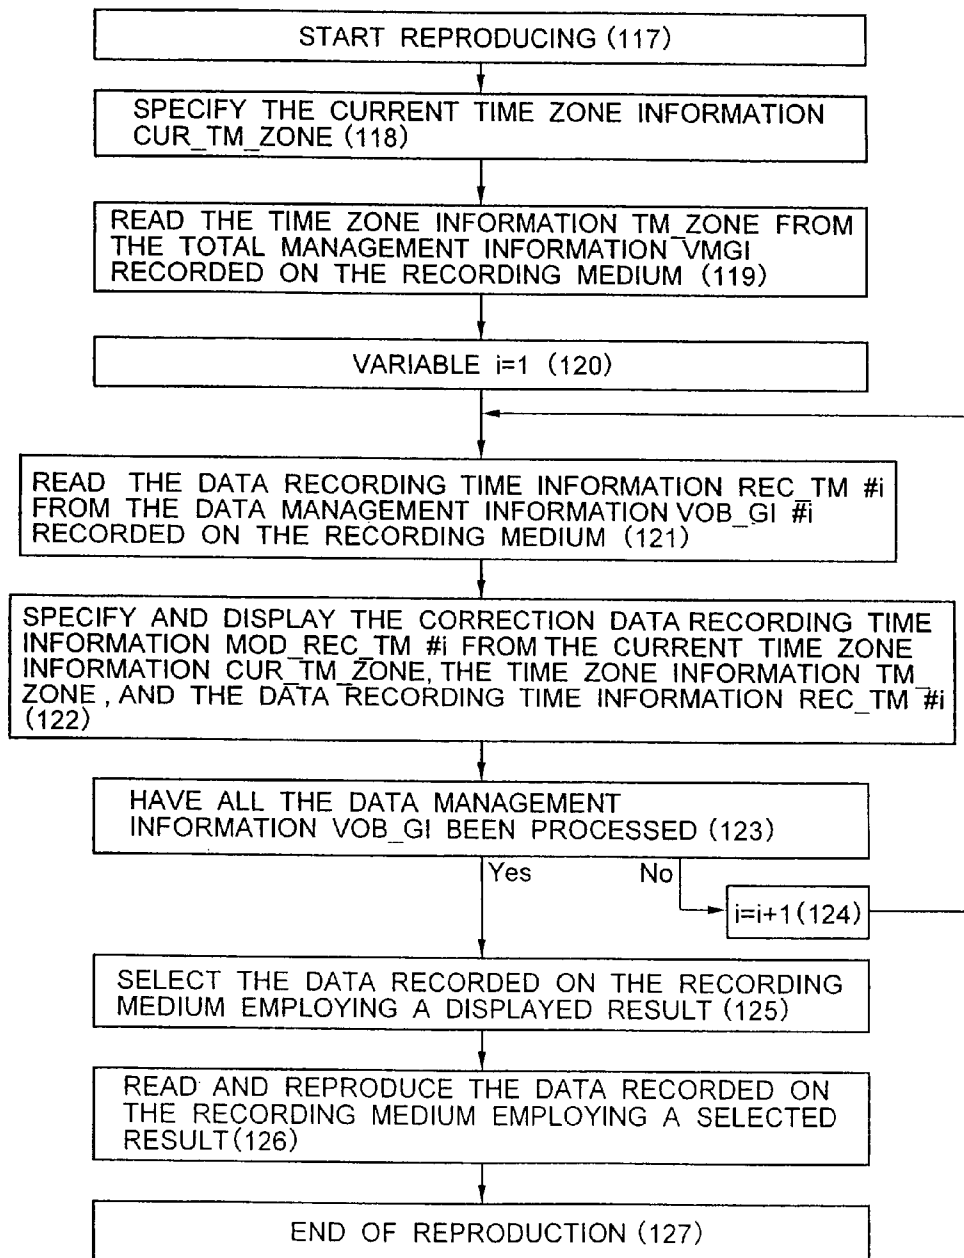 START REPRODUCING (117)
SPECIFY THE CURRENT TIME ZONE INFORMATION
CUR_TM_ZONE (118)
READ THE TIME ZONE INFORMATION TM_ZONE FROM
THE TOTAL MANAGEMENT INFORMATION VMGI
RECORDED ON THE RECORDING MEDIUM (119)
VARIABLE i=1 (120)
READ THE DATA RECORDING TIME INFORMATION REC_TM #i
FROM THE DATA MANAGEMENT INFORMATION VOB_GI #i
RECORDED ON THE RECORDING MEDIUM (121)
SPECIFY AND DISPLAY THE CORRECTION DATA RECORDING TIME
INFORMATION MOD_REC_TM #i FROM THE CURRENT TIME ZONE
INFORMATION CUR_TM_ZONE, THE TIME ZONE INFORMATION TM_
ZONE, AND THE DATA RECORDING TIME INFORMATION REC_TM #i
(122)
HAVE ALL THE DATA MANAGEMENT
INFORMATION VOB_GI BEEN PROCESSED (123)
Yes No
i=i+1 (124)
SELECT THE DATA RECORDED ON THE RECORDING
MEDIUM EMPLOYING A DISPLAYED RESULT (125)
READ AND REPRODUCE THE DATA RECORDED ON
THE RECORDING MEDIUM EMPLOYING A SELECTED
RESULT (126)
END OF REPRODUCTION (127)